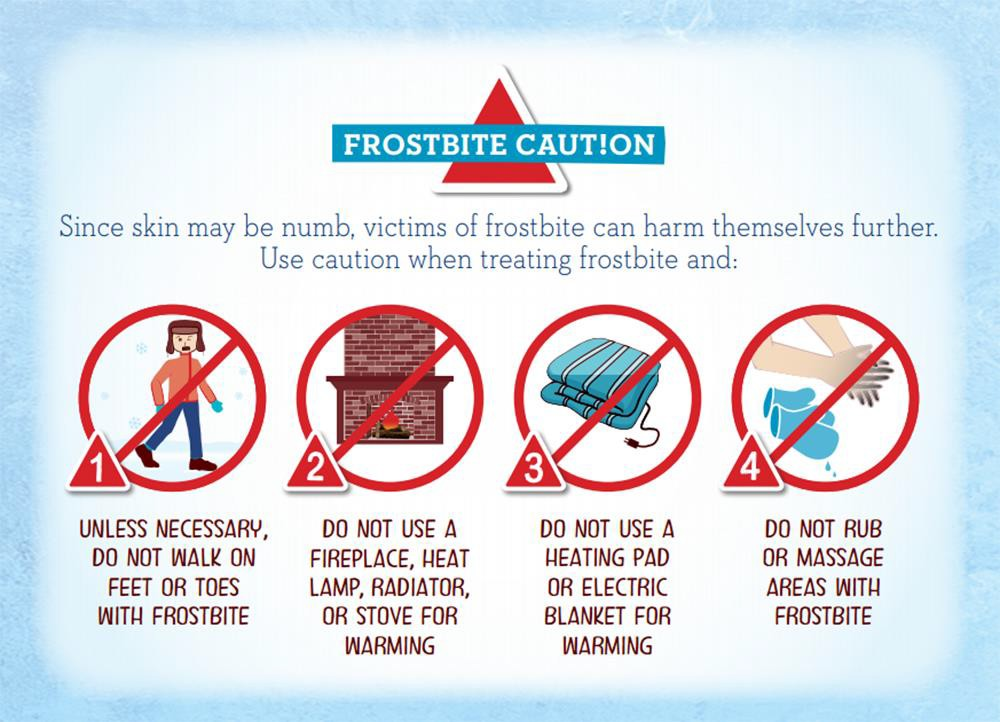 FROSTBITE CAUT!ON
Since skin may be numb, victims of frostbite can harm themselves further.
Use caution when treating frostbite and:
1
UNLESS NECESSARY,
DO NOT WALK ON
FEET OR TOES
WITH FROSTBITE
2
DO NOT USE A
FIREPLACE, HEAT
LAMP, RADIATOR,
OR STOVE FOR
WARMING
3
DO NOT USE A
HEATING PAD
OR ELECTRIC
BLANKET FOR
WARMING
4
DO NOT RUB
OR MASSAGE
AREAS WITH
FROSTBITE